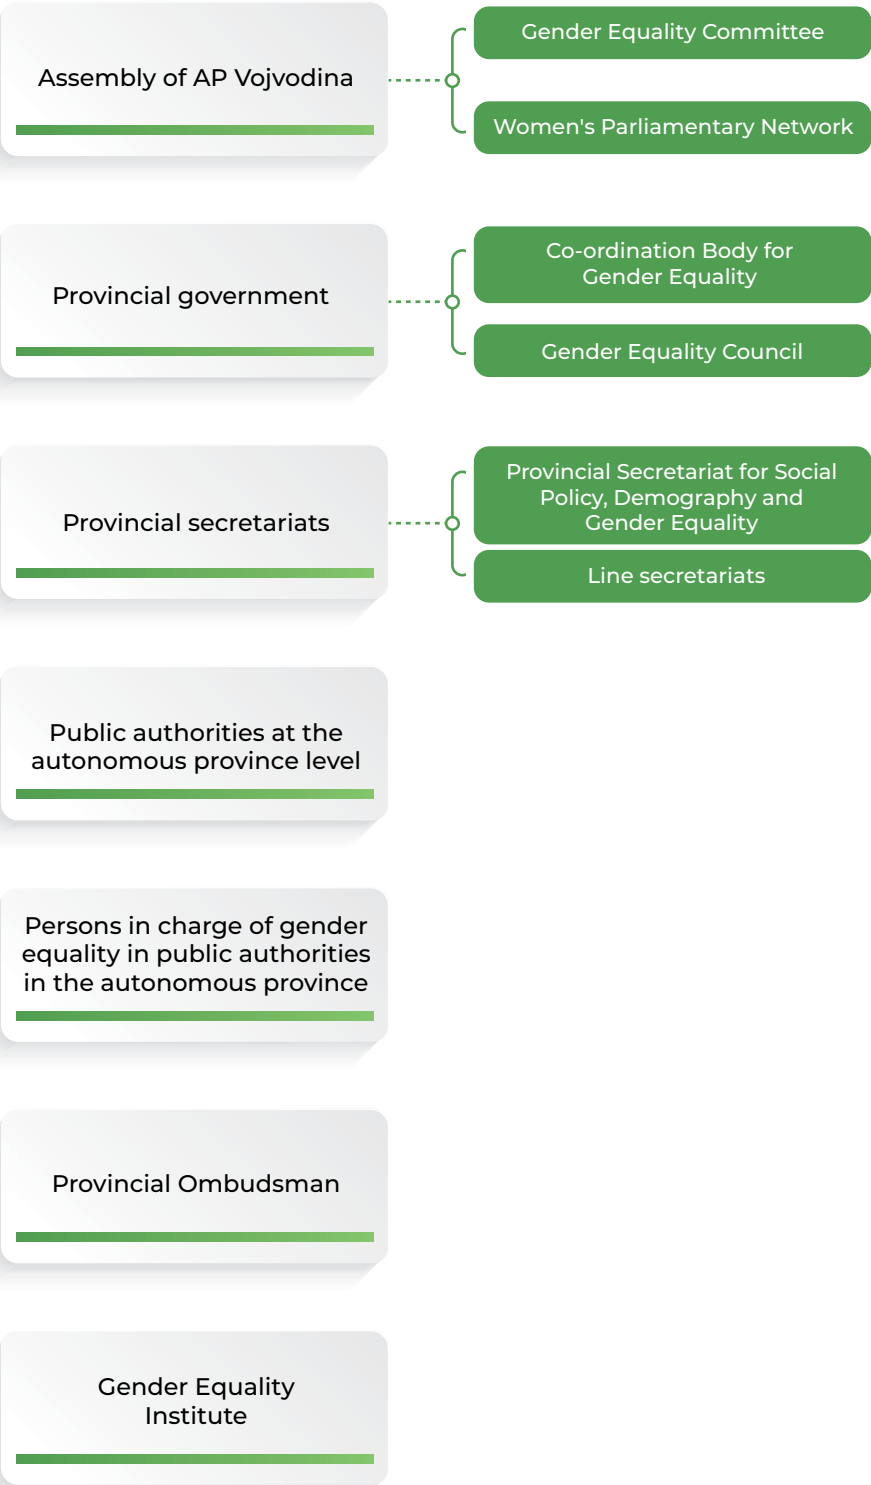 Assembly of AP Vojvodina
Gender Equality Committee
Women's Parliamentary Network
Provincial government
Co-ordination Body for
Gender Equality
Gender Equality Council
Provincial secretariats
Provincial Secretariat for Social
Policy, Demography and
Gender Equality
Line secretariats
Public authorities at the
autonomous province level
Persons in charge of gender
equality in public authorities
in the autonomous province
Provincial Ombudsman
Gender Equality
Institute